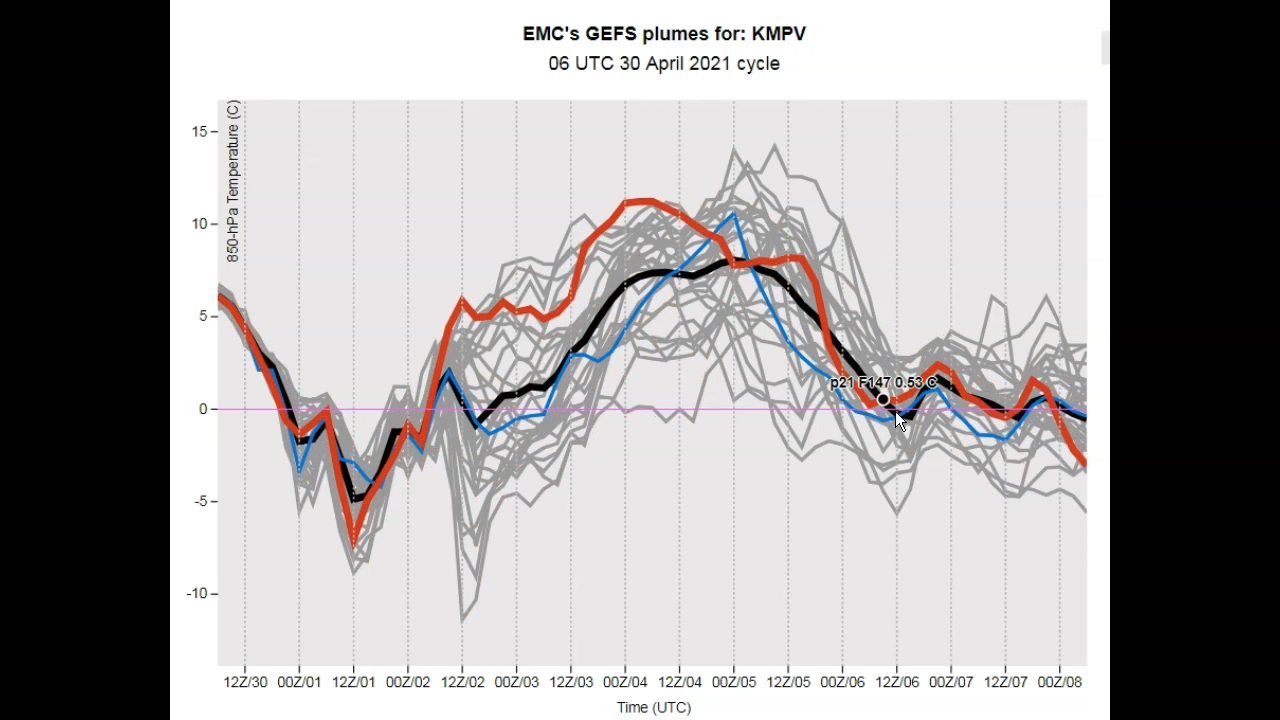 EMC's GEFS plumes for: KMPV
06 UTC 30 April 2021 cycle
850-hPa Temperature (C)
15
10
5
0
-5
-10
p21 F147 0.53 C
12Z/30 00Z/01 12Z/01 00Z/02 12Z/02 00Z/03 12Z/03 00Z/04 12Z/04 00Z/05 12Z/05 00Z/06 12Z/06 00Z/07 12Z/07 00Z/08
Time (UTC)